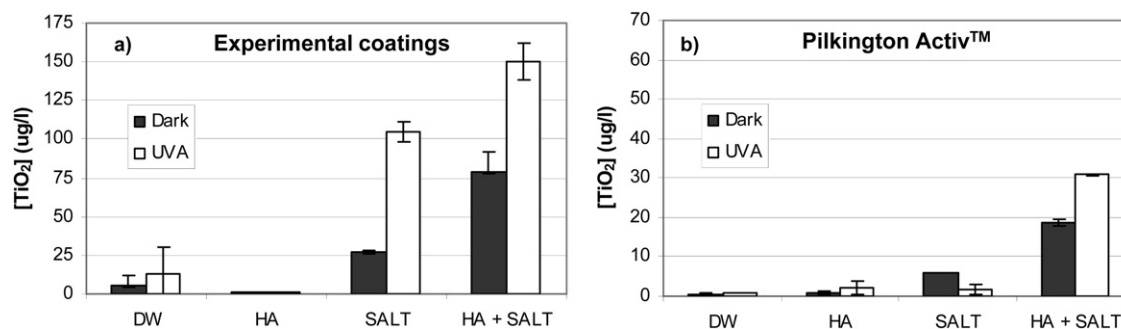 a) Experimental coatings
[TiO₂] (ug/l)
175
150
125
100
75
50
25
0
Dark
UVA
DW HA SALT HA + SALT
b) Pilkington Activ™
[TiO₂] (ug/l)
70
60
50
40
30
20
10
0
Dark
UVA
DW HA SALT HA + SALT